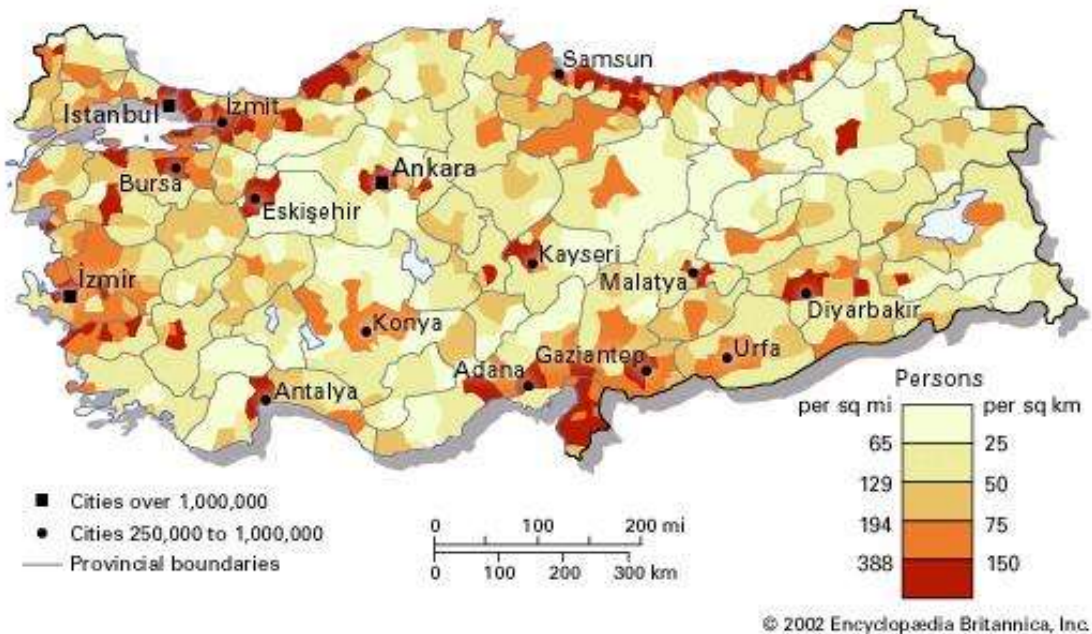 Samsun
Istanbul
İzmit
Ankara
Bursa
Eskişehir
Kayseri
İzmir
Malatya
Diyarbakır
Konya
Gaziantep
Urfa
Adana
Antalya
Persons
per sq mi per sq km
65 25
129 50
194 75
388 150
Cities over 1,000,000
Cities 250,000 to 1,000,000
Provincial boundaries
0 100 200 mi
0 100 200 300 km
© 2002 Encyclopædia Britannica, Inc.